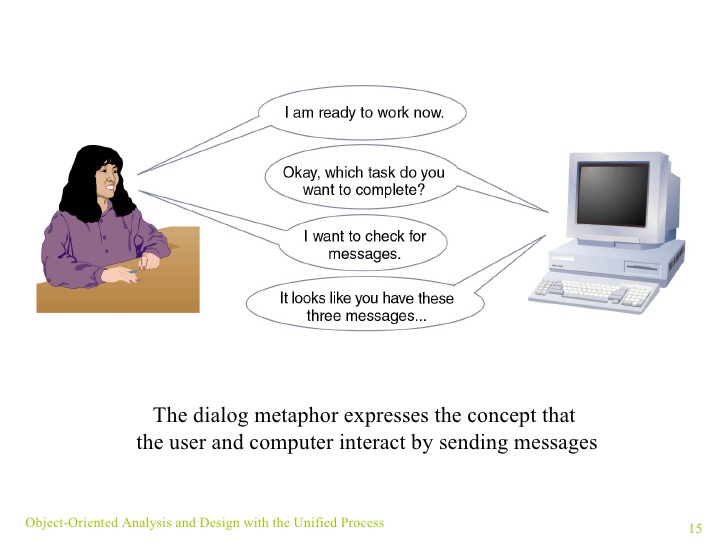 I am ready to work now.
Okay, which task do you
want to complete?
I want to check for
messages.
It looks like you have these
three messages...
The dialog metaphor expresses the concept that
the user and computer interact by sending messages
Object-Oriented Analysis and Design with the Unified Process
15